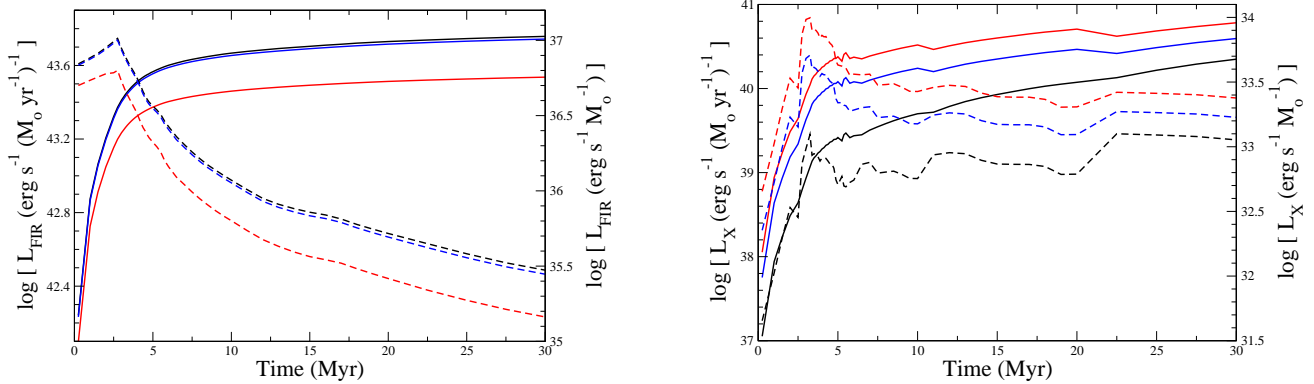 43.6
43.2
42.8
42.4
log [ L_FIR (erg s^-1 (M_o yr^-1)^-1 ]
37
36.5
36
35.5
35
log [ L_FIR (erg s^-1 M_o^-1) ]
0 5 10 15 20 25 30
Time (Myr)
41
40
39
38
37
log [ L_X (erg s^-1 (M_o yr^-1)^-1 ]
34
33.5
33
32.5
32
31.5
log [ L_X (erg s^-1 M_o^-1) ]
0 5 10 15 20 25 30
Time (Myr)